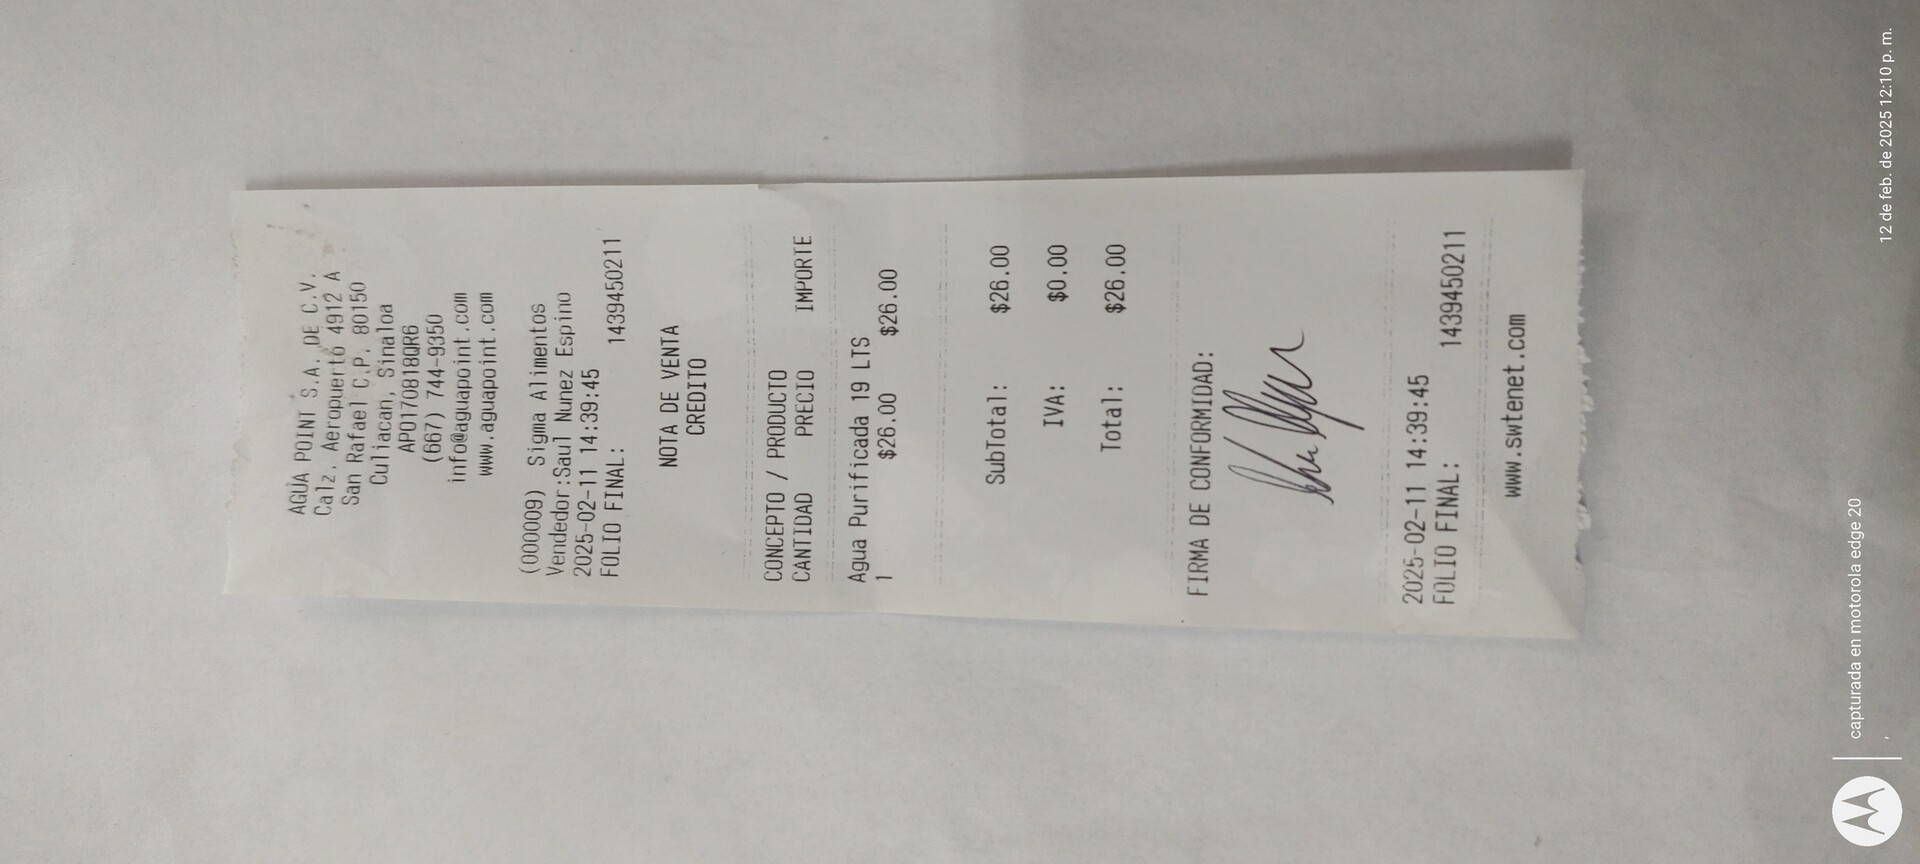 AGUA POINT S.A. DE C.V.
Calz. Aeropuerto 4912 A
San Rafael C.P. 80150
Culiacan, Sinaloa
APO170818QR6
(667) 744-9350
info@aguapoint.com
www.aguapoint.com
(000009) Sigma Alimentos
Vendedor:Saul Nunez Espino
2025-02-11 14:39:45
FOLIO FINAL: 1439450211
NOTA DE VENTA
CREDITO
CONCEPTO / PRODUCTO
CANTIDAD PRECIO IMPORTE
Agua Purificada 19 LTS
1 $26.00 $26.00
SubTotal: $26.00
IVA: $0.00
Total: $26.00
FIRMA DE CONFORMIDAD:
2025-02-11 14:39:45
FOLIO FINAL: 1439450211
www.swtenet.com
capturada en motorola edge 20
, 12 de feb. de 2025 12:10 p. m.